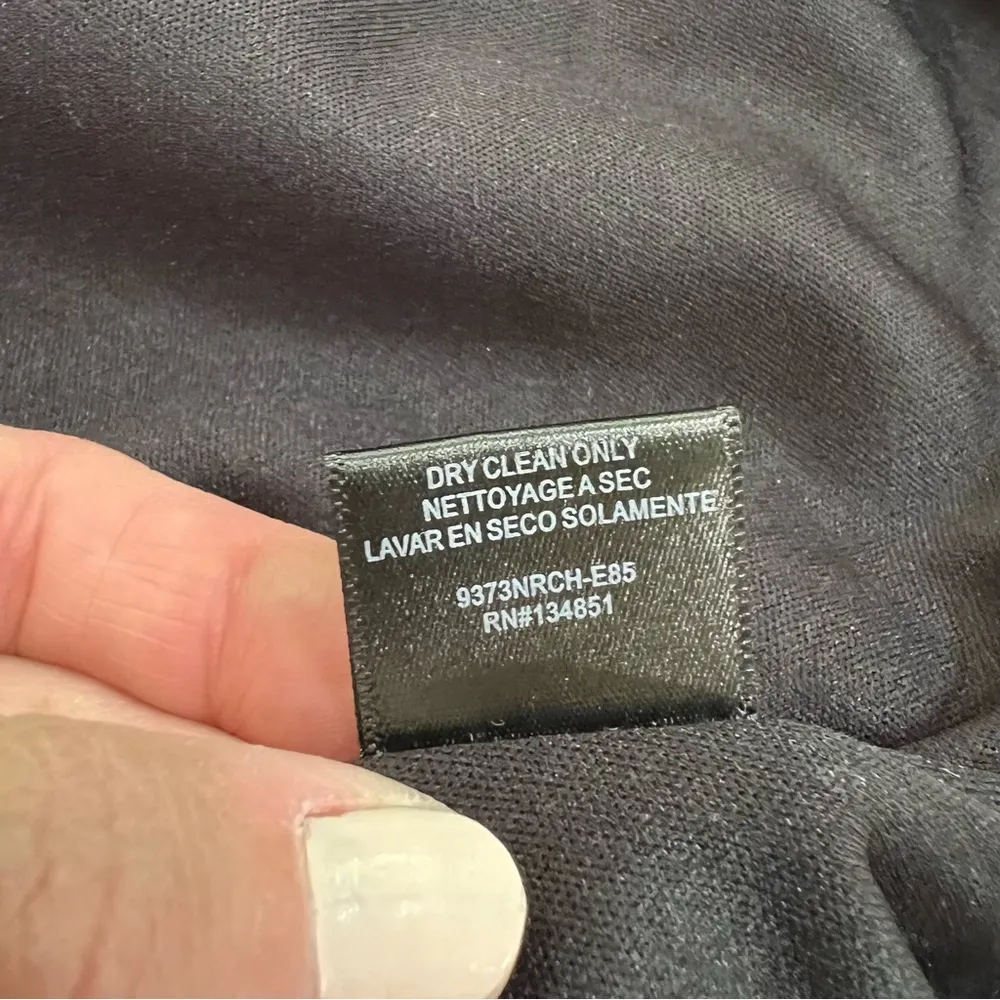 DRY CLEAN ONLY
NETTOYAGE A SEC
LAVAR EN SECO SOLAMENTE
9373NRCH-E85
RN#134851